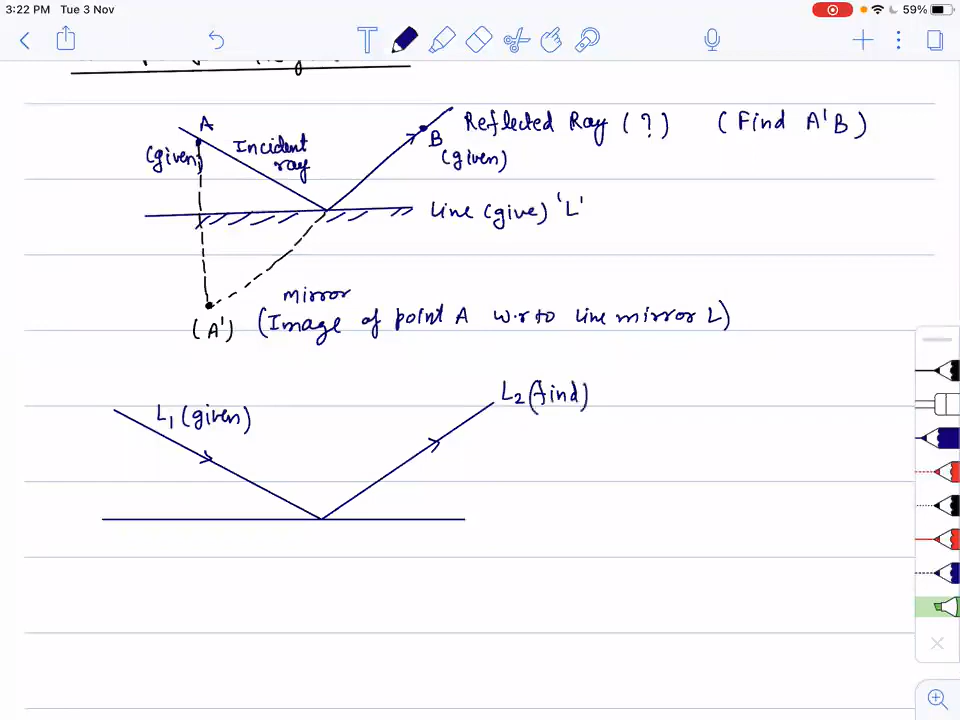 3:22 PM Tue 3 Nov
59%
T
A
Reflected Ray (?) (Find A'B)
B
(given)
Incident
ray
(given)
Line (give) 'L'
mirror
(A') (Image of point A w.r to line mirror L)
L2 (find)
L1 (given)